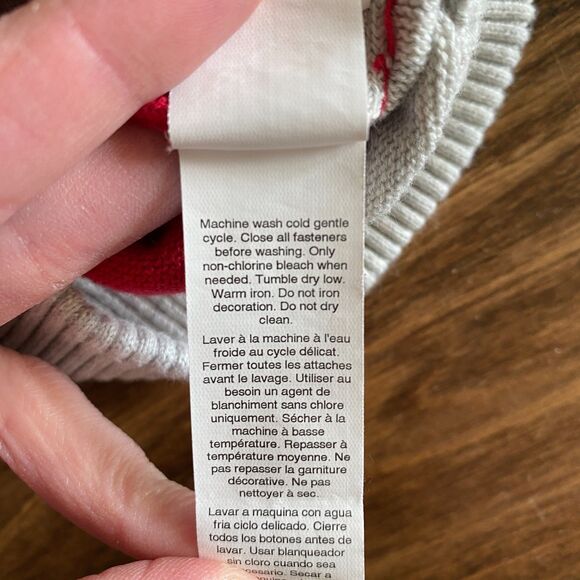 Machine wash cold gentle
cycle. Close all fasteners
before washing. Only
non-chlorine bleach when
needed. Tumble dry low.
Warm iron. Do not iron
decoration. Do not dry
clean.
Laver à la machine à l'eau
froide au cycle délicat.
Fermer toutes les attaches
avant le lavage. Utiliser au
besoin un agent de
blanchiment sans chlore
uniquement. Sécher à la
machine à basse
température. Repasser à
température moyenne. Ne
pas repasser la garniture
décorative. Ne pas
nettoyer à sec.
Lavar a maquina con agua
fria ciclo delicado. Cierre
todos los botones antes de
lavar. Usar blanqueador
sin cloro cuando sea
Secar a